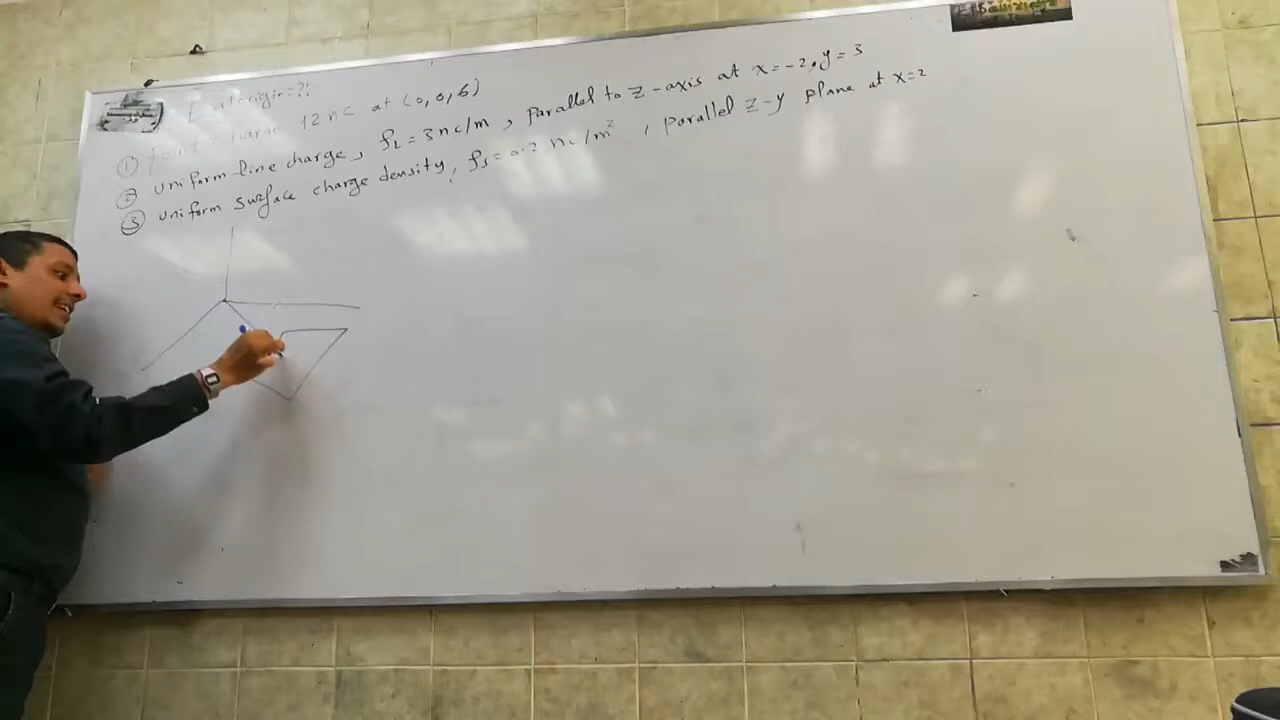 E at origin = ??
① point charge 12 nc at (0,0,6)
② uniform line charge, ρL = 3 nc/m, parallel to z-axis at x=-2, y=3
③ uniform surface charge density, ρs = 0.2 nc/m², parallel z-y plane at x=2